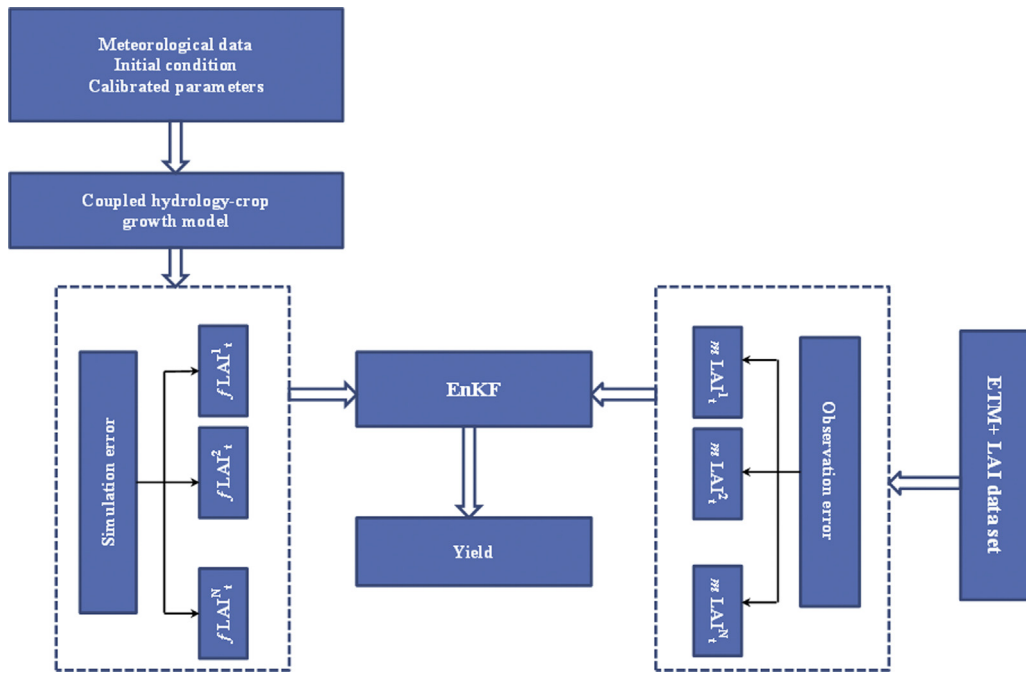 Meteorological data
Initial condition
Calibrated parameters
Coupled hydrology-crop
growth model
Simulation error
f LAI¹ₜ
f LAI²ₜ
f LAIᴺₜ
EnKF
Yield
m LAI¹ₜ
m LAI²ₜ
m LAIᴺₜ
Observation error
ETM+ LAI data set